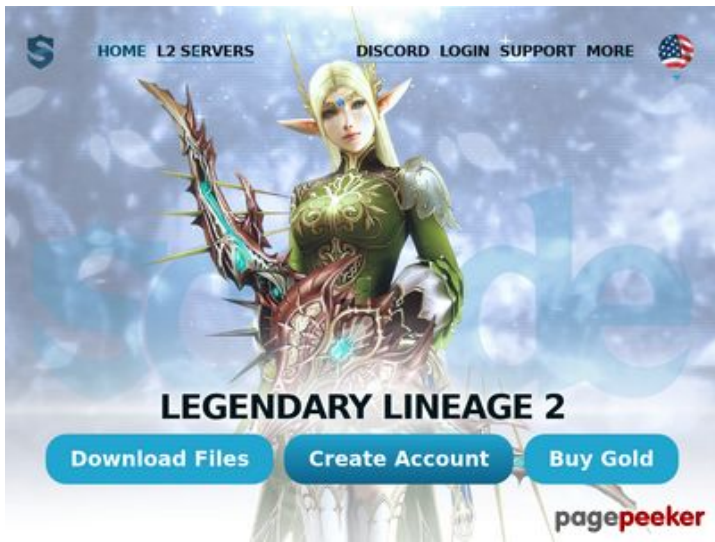 HOME L2 SERVERS DISCORD LOGIN SUPPORT MORE
LEGENDARY LINEAGE 2
Download Files Create Account Buy Gold
pagepeeker